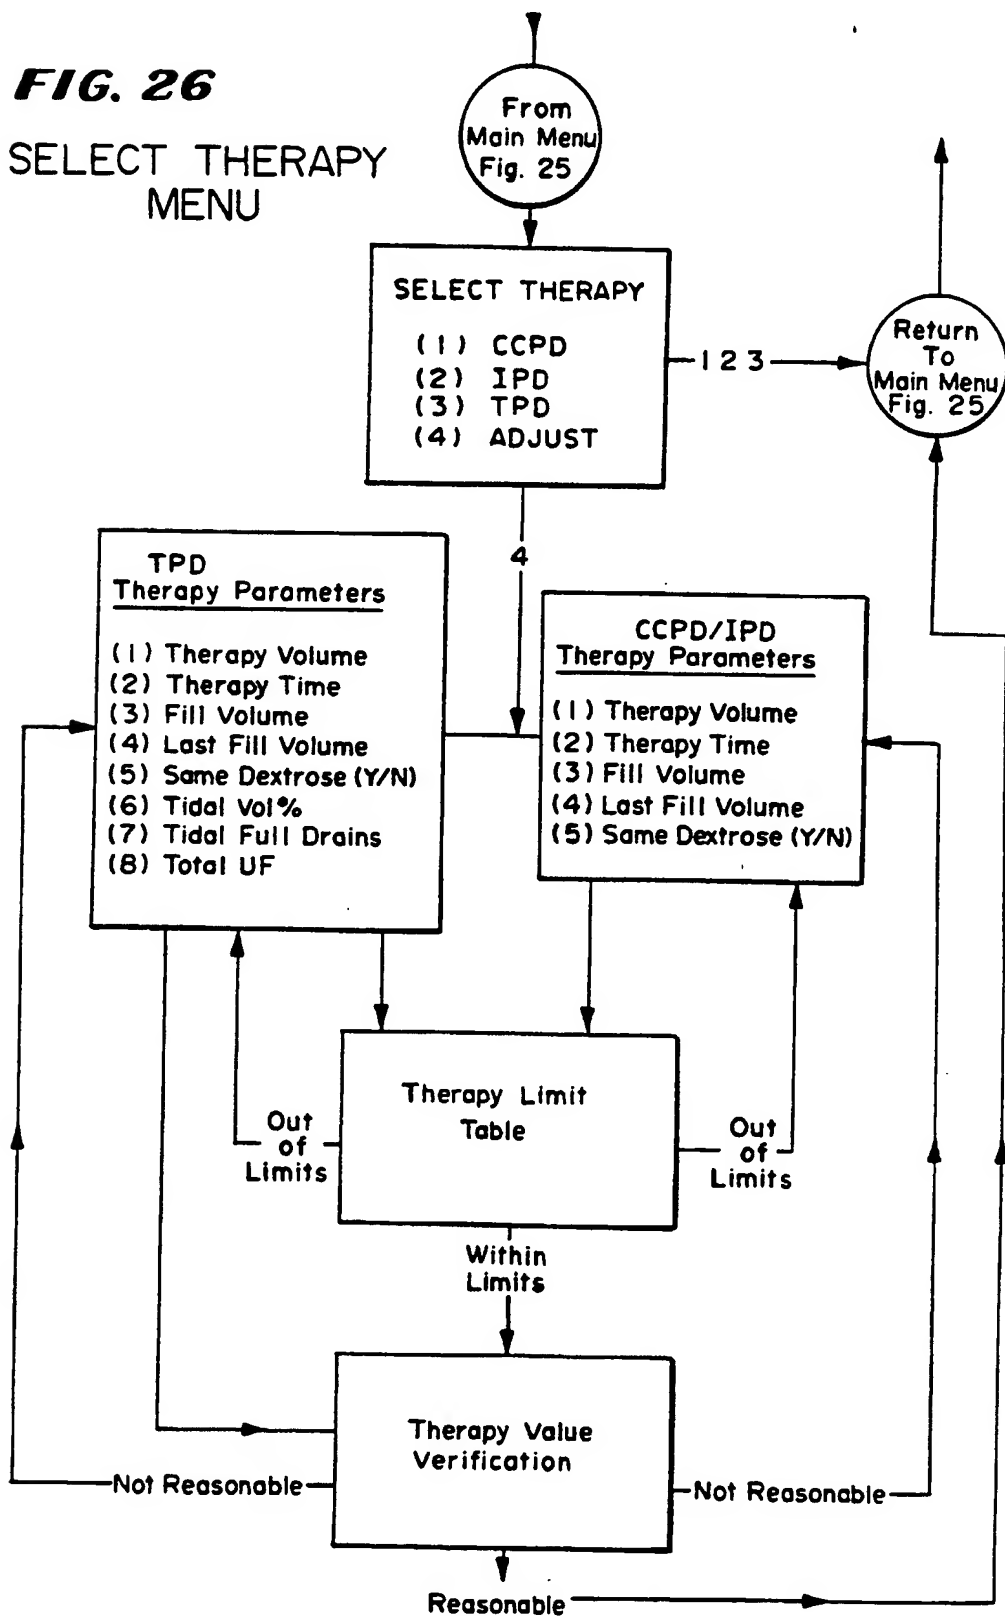 FIG. 26
SELECT THERAPY
MENU
From
Main Menu
Fig. 25
SELECT THERAPY
(1) CCPD
(2) IPD
(3) TPD
(4) ADJUST
1 2 3
Return
To
Main Menu
Fig. 25
4
TPD
Therapy Parameters
(1) Therapy Volume
(2) Therapy Time
(3) Fill Volume
(4) Last Fill Volume
(5) Same Dextrose (Y/N)
(6) Tidal Vol%
(7) Tidal Full Drains
(8) Total UF
CCPD/IPD
Therapy Parameters
(1) Therapy Volume
(2) Therapy Time
(3) Fill Volume
(4) Last Fill Volume
(5) Same Dextrose (Y/N)
Therapy Limit
Table
Out
of
Limits
Out
of
Limits
Within
Limits
Therapy Value
Verification
Not Reasonable
Not Reasonable
Reasonable